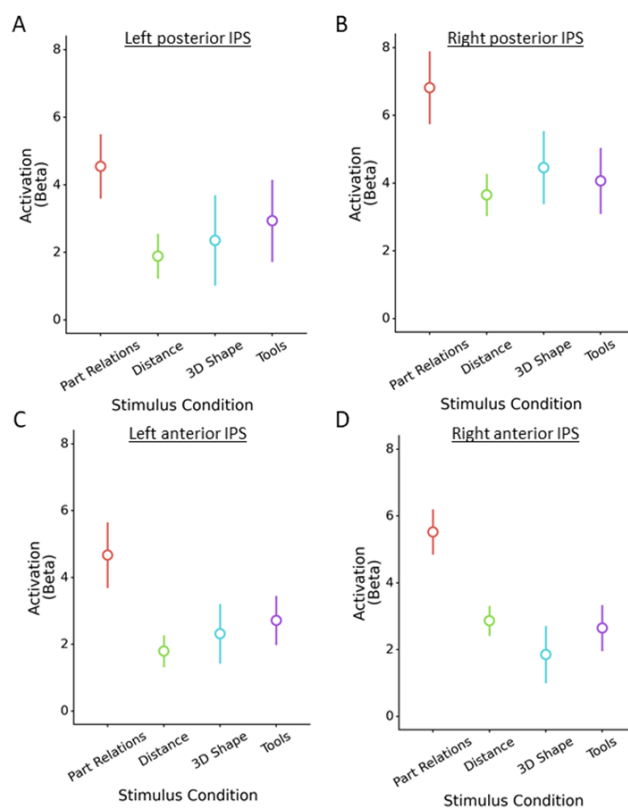 A
Left posterior IPS
8
6
4
2
0
Activation
(Beta)
Part Relations
Distance
3D Shape
Tools
Stimulus Condition
B
Right posterior IPS
8
6
4
2
0
Activation
(Beta)
Part Relations
Distance
3D Shape
Tools
Stimulus Condition
C
Left anterior IPS
8
6
4
2
0
Activation
(Beta)
Part Relations
Distance
3D Shape
Tools
Stimulus Condition
D
Right anterior IPS
8
6
4
2
0
Activation
(Beta)
Part Relations
Distance
3D Shape
Tools
Stimulus Condition